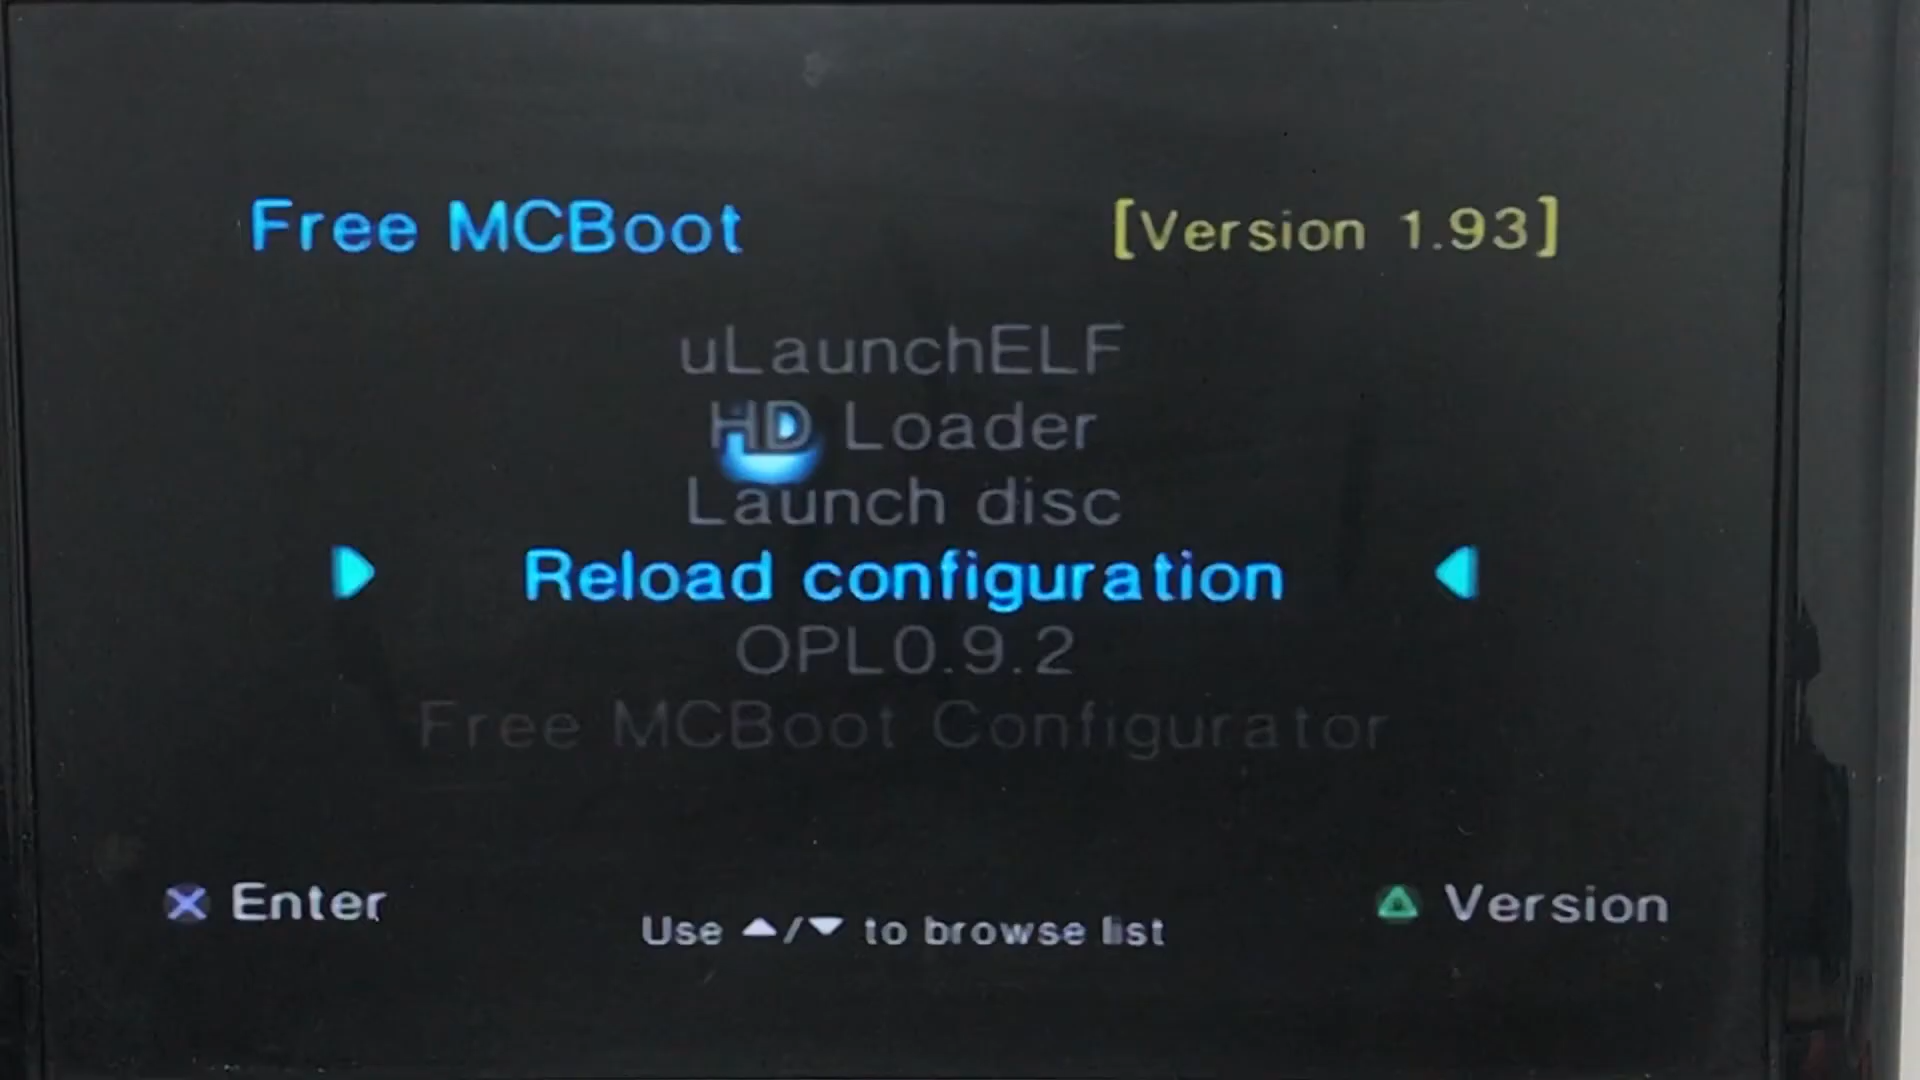 Free MCBoot [Version 1.93]
uLaunchELF
HD Loader
Launch disc
Reload configuration
OPL0.9.2
Free MCBoot Configurator
Enter
Use ▲/▼ to browse list
Version